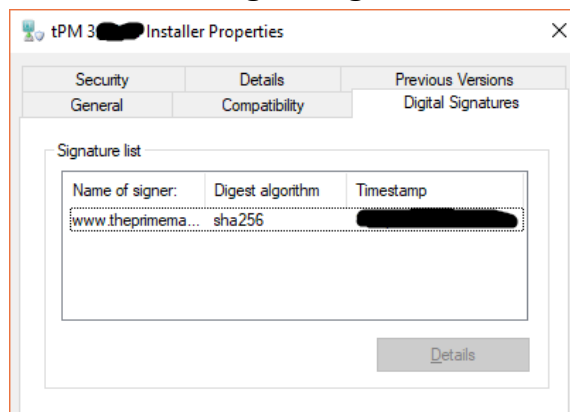 tPM 3 Installer Properties
Security Details Previous Versions
General Compatibility Digital Signatures
Signature list
Name of signer: Digest algorithm Timestamp
www.theprimema... sha256
Details